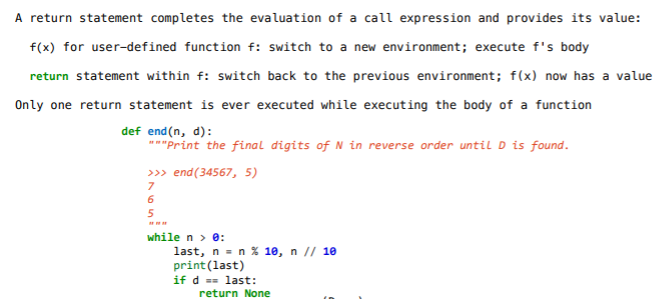 A return statement completes the evaluation of a call expression and provides its value:
f(x) for user-defined function f: switch to a new environment; execute f's body
return statement within f: switch back to the previous environment; f(x) now has a value
Only one return statement is ever executed while executing the body of a function
def end(n, d):
"""Print the final digits of N in reverse order until D is found.
>>> end(34567, 5)
7
6
5
"""
while n > 0:
last, n = n % 10, n // 10
print(last)
if d == last:
return None